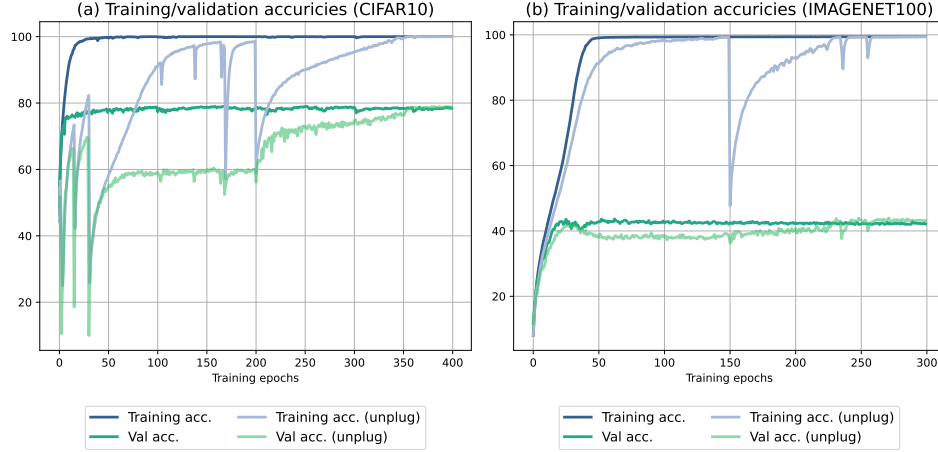 (a) Training/validation accuricies (CIFAR10)
100
80
60
40
20
0 50 100 150 200 250 300 350 400
Training epochs
Training acc.
Val acc.
Training acc. (unplug)
Val acc. (unplug)
(b) Training/validation accuricies (IMAGENET100)
100
80
60
40
20
0 50 100 150 200 250 300
Training epochs
Training acc.
Val acc.
Training acc. (unplug)
Val acc. (unplug)